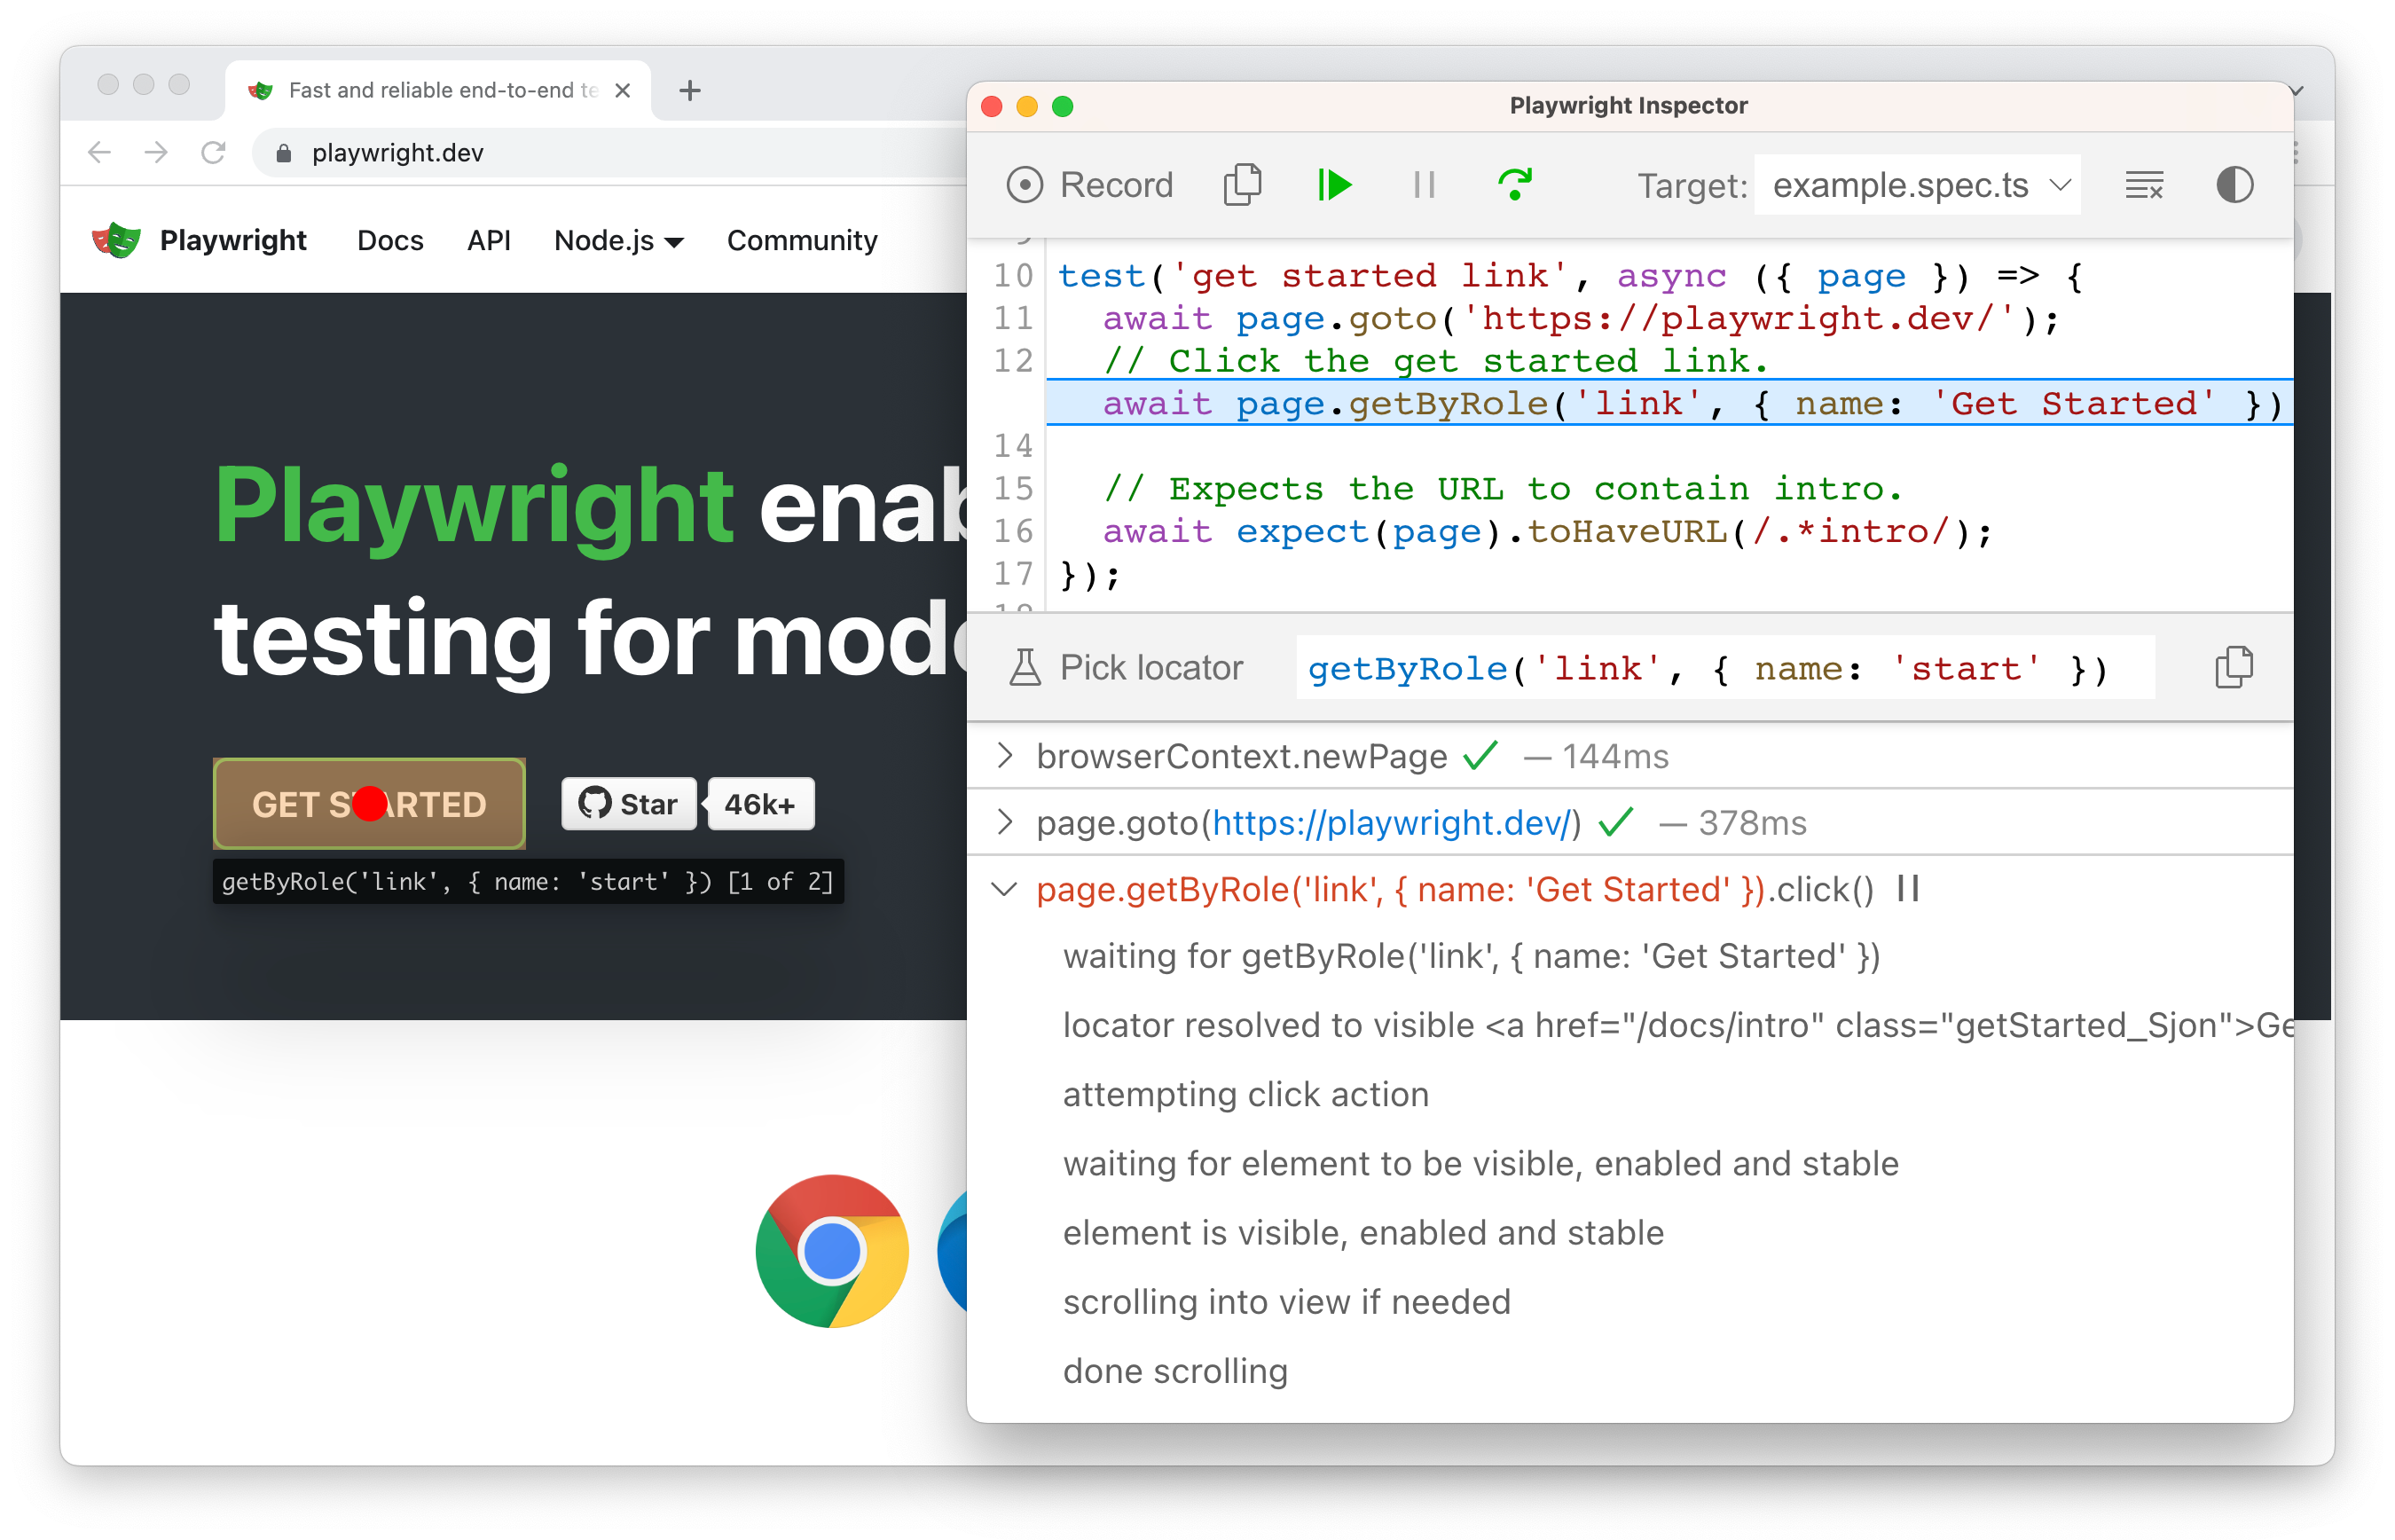 Fast and reliable end-to-end te
playwright.dev
Playwright Docs API Node.js Community
Playwright enab
testing for mod
GET STARTED
Star 46k+
getByRole('link', { name: 'start' }) [1 of 2]
Playwright Inspector
Record Target: example.spec.ts
10 test('get started link', async ({ page }) => {
11 await page.goto('https://playwright.dev/');
12 // Click the get started link.
await page.getByRole('link', { name: 'Get Started' })
14
15 // Expects the URL to contain intro.
16 await expect(page).toHaveURL(/.*intro/);
17 });
Pick locator getByRole('link', { name: 'start' })
browserContext.newPage ✓ — 144ms
page.goto(https://playwright.dev/) ✓ — 378ms
page.getByRole('link', { name: 'Get Started' }).click()
waiting for getByRole('link', { name: 'Get Started' })
locator resolved to visible <a href="/docs/intro" class="getStarted_Sjon">Ge
attempting click action
waiting for element to be visible, enabled and stable
element is visible, enabled and stable
scrolling into view if needed
done scrolling